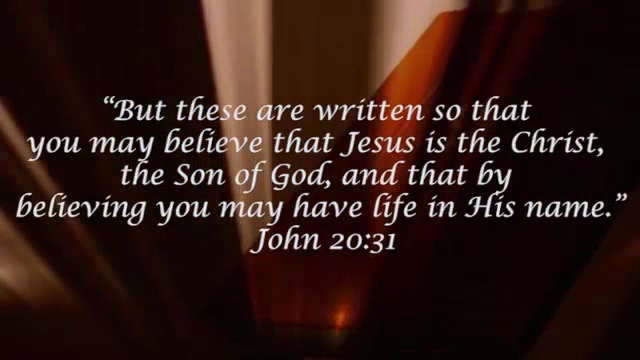 “But these are written so that
you may believe that Jesus is the Christ,
the Son of God, and that by
believing you may have life in His name.”
John 20:31